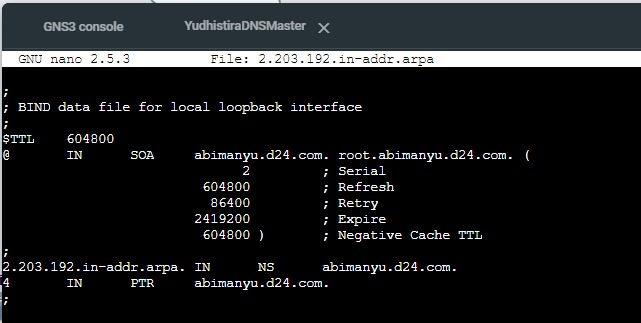 GNS3 console YudhistiraDNSMaster
GNU nano 2.5.3 File: 2.203.192.in-addr.arpa
;
; BIND data file for local loopback interface
;
$TTL 604800
@ IN SOA abimanyu.d24.com. root.abimanyu.d24.com. (
2 ; Serial
604800 ; Refresh
86400 ; Retry
2419200 ; Expire
604800 ) ; Negative Cache TTL
;
2.203.192.in-addr.arpa. IN NS abimanyu.d24.com.
4 IN PTR abimanyu.d24.com.
;